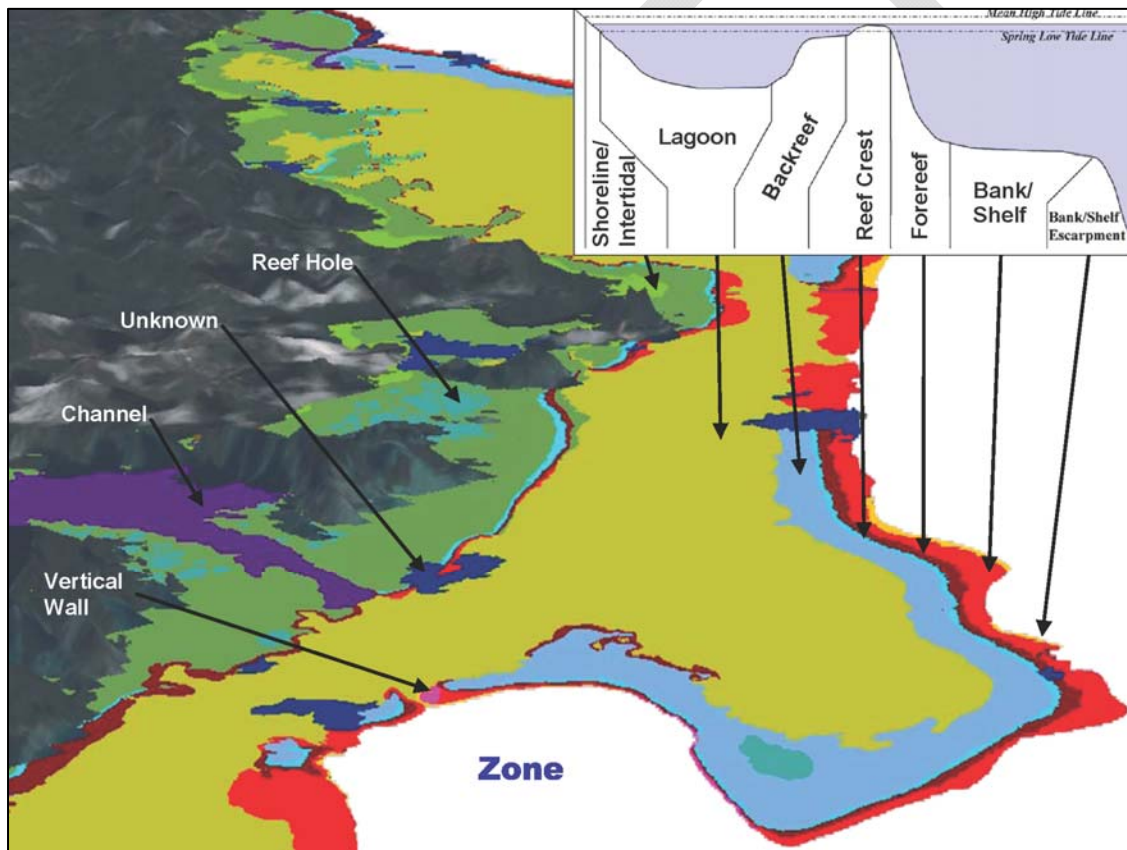 Mean High Tide Line
Spring Low Tide Line
Shoreline/
Intertidal
Lagoon
Backreef
Reef Crest
Forereef
Bank/
Shelf
Bank/Shelf
Escarpment
Reef Hole
Unknown
Channel
Vertical
Wall
Zone